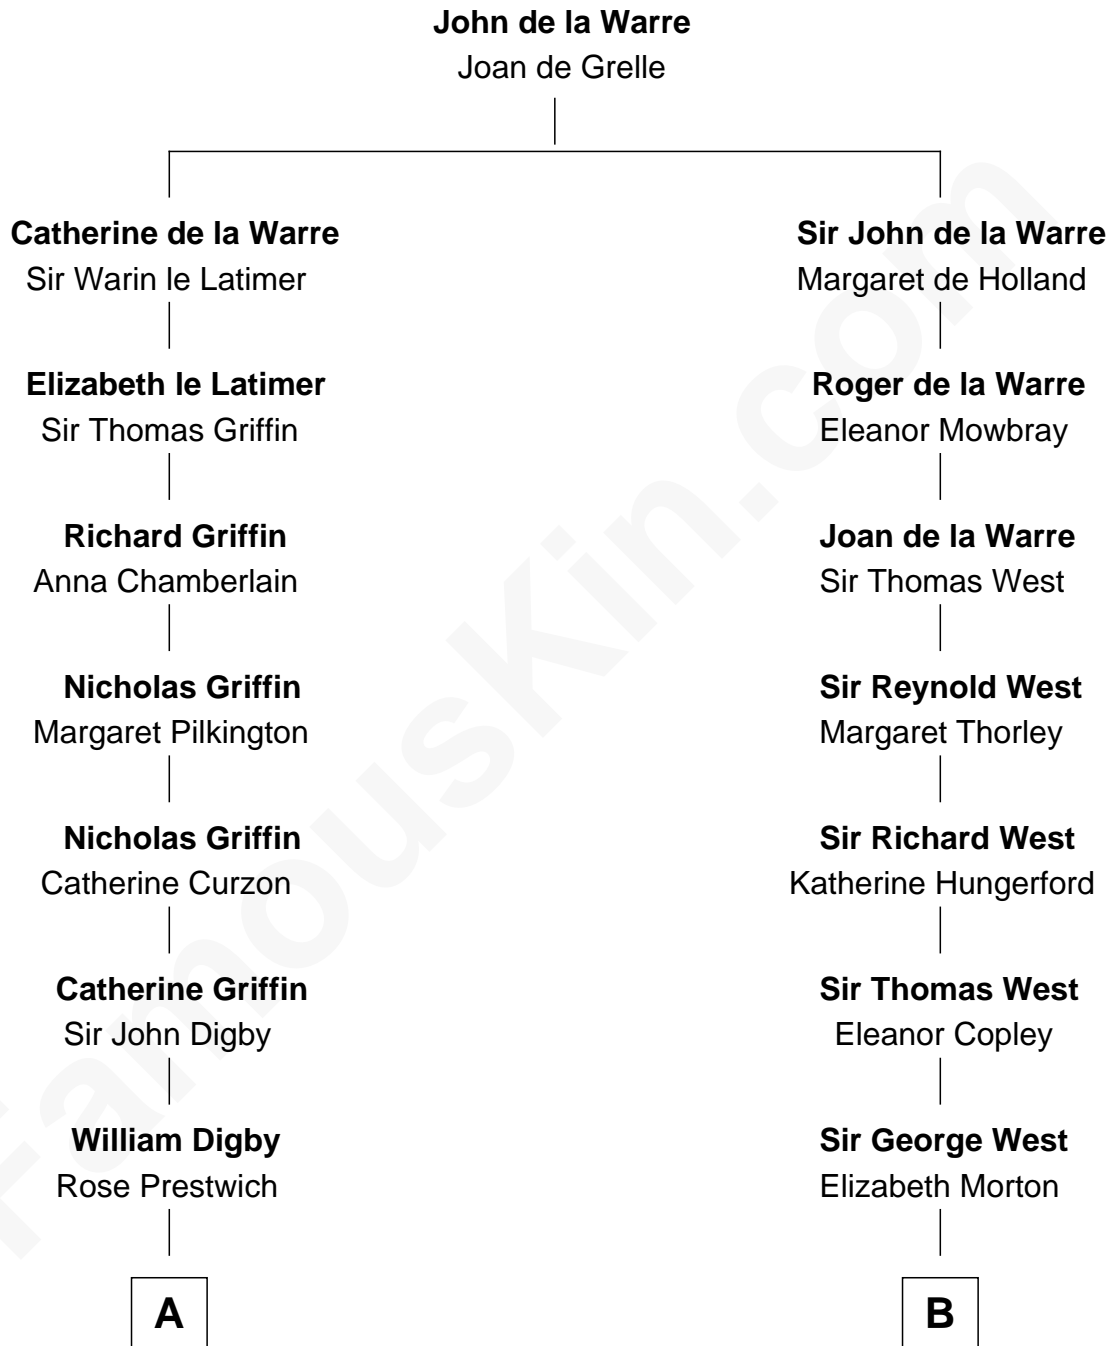 John de la Warre
Joan de Grelle
Catherine de la Warre
Sir Warin le Latimer
Sir John de la Warre
Margaret de Holland
Elizabeth le Latimer
Sir Thomas Griffin
Roger de la Warre
Eleanor Mowbray
Richard Griffin
Anna Chamberlain
Joan de la Warre
Sir Thomas West
Nicholas Griffin
Margaret Pilkington
Sir Reynold West
Margaret Thorley
Nicholas Griffin
Catherine Curzon
Sir Richard West
Katherine Hungerford
Catherine Griffin
Sir John Digby
Sir Thomas West
Eleanor Copley
William Digby
Rose Prestwich
Sir George West
Elizabeth Morton
A
B
FamousKin.com